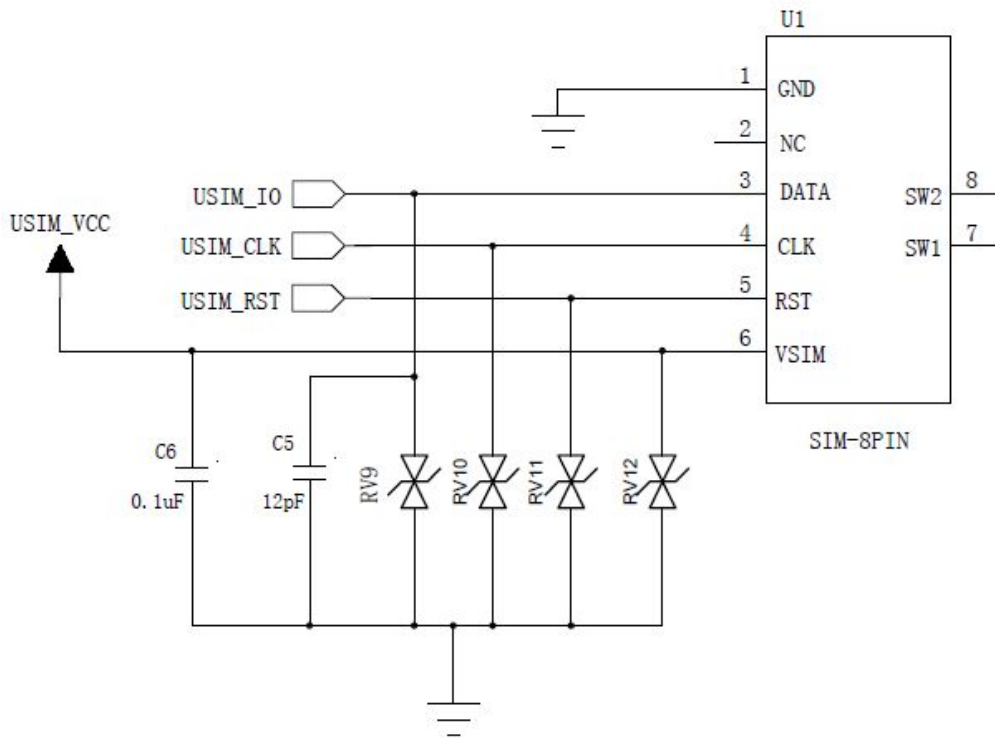 U1
1
GND
2
NC
USIM_IO
3
DATA
SW2
8
USIM_VCC
USIM_CLK
4
CLK
SW1
7
USIM_RST
5
RST
6
VSIM
SIM-8PIN
C6
0.1uF
C5
12pF
RV9
RV10
RV11
RV12